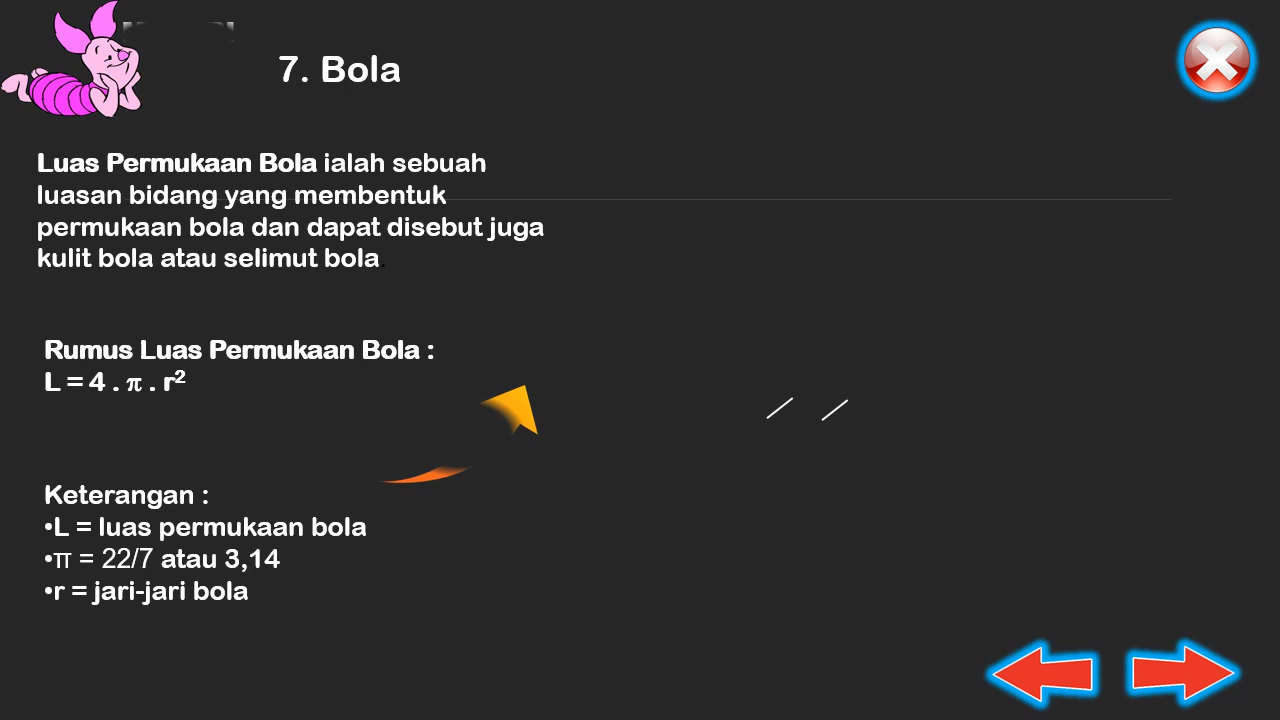 7. Bola
Luas Permukaan Bola ialah sebuah
luasan bidang yang membentuk
permukaan bola dan dapat disebut juga
kulit bola atau selimut bola.
Rumus Luas Permukaan Bola :
L = 4 . π . r²
Keterangan :
•L = luas permukaan bola
•π = 22/7 atau 3,14
•r = jari-jari bola